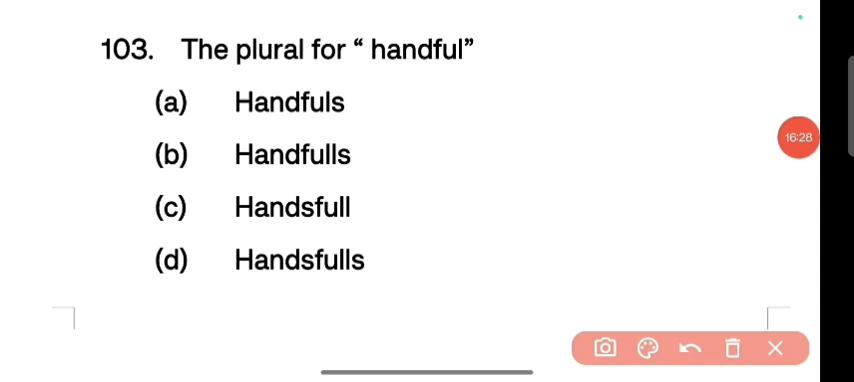 103. The plural for “ handful”
(a) Handfuls
(b) Handfulls
16:28
(c) Handsfull
(d) Handsfulls